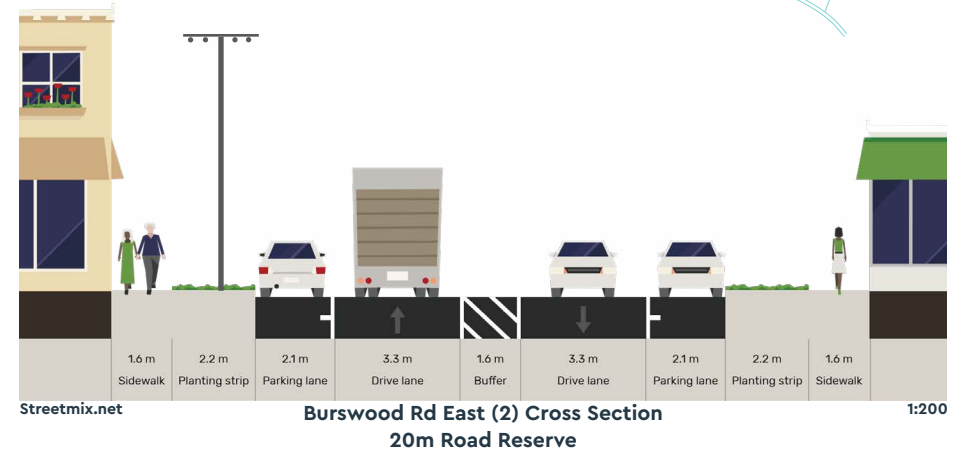 1.6 m 2.2 m 2.1 m 3.3 m 1.6 m 3.3 m 2.1 m 2.2 m 1.6 m
Sidewalk Planting strip Parking lane Drive lane Buffer Drive lane Parking lane Planting strip Sidewalk
Streetmix.net Burswood Rd East (2) Cross Section 1:200
20m Road Reserve